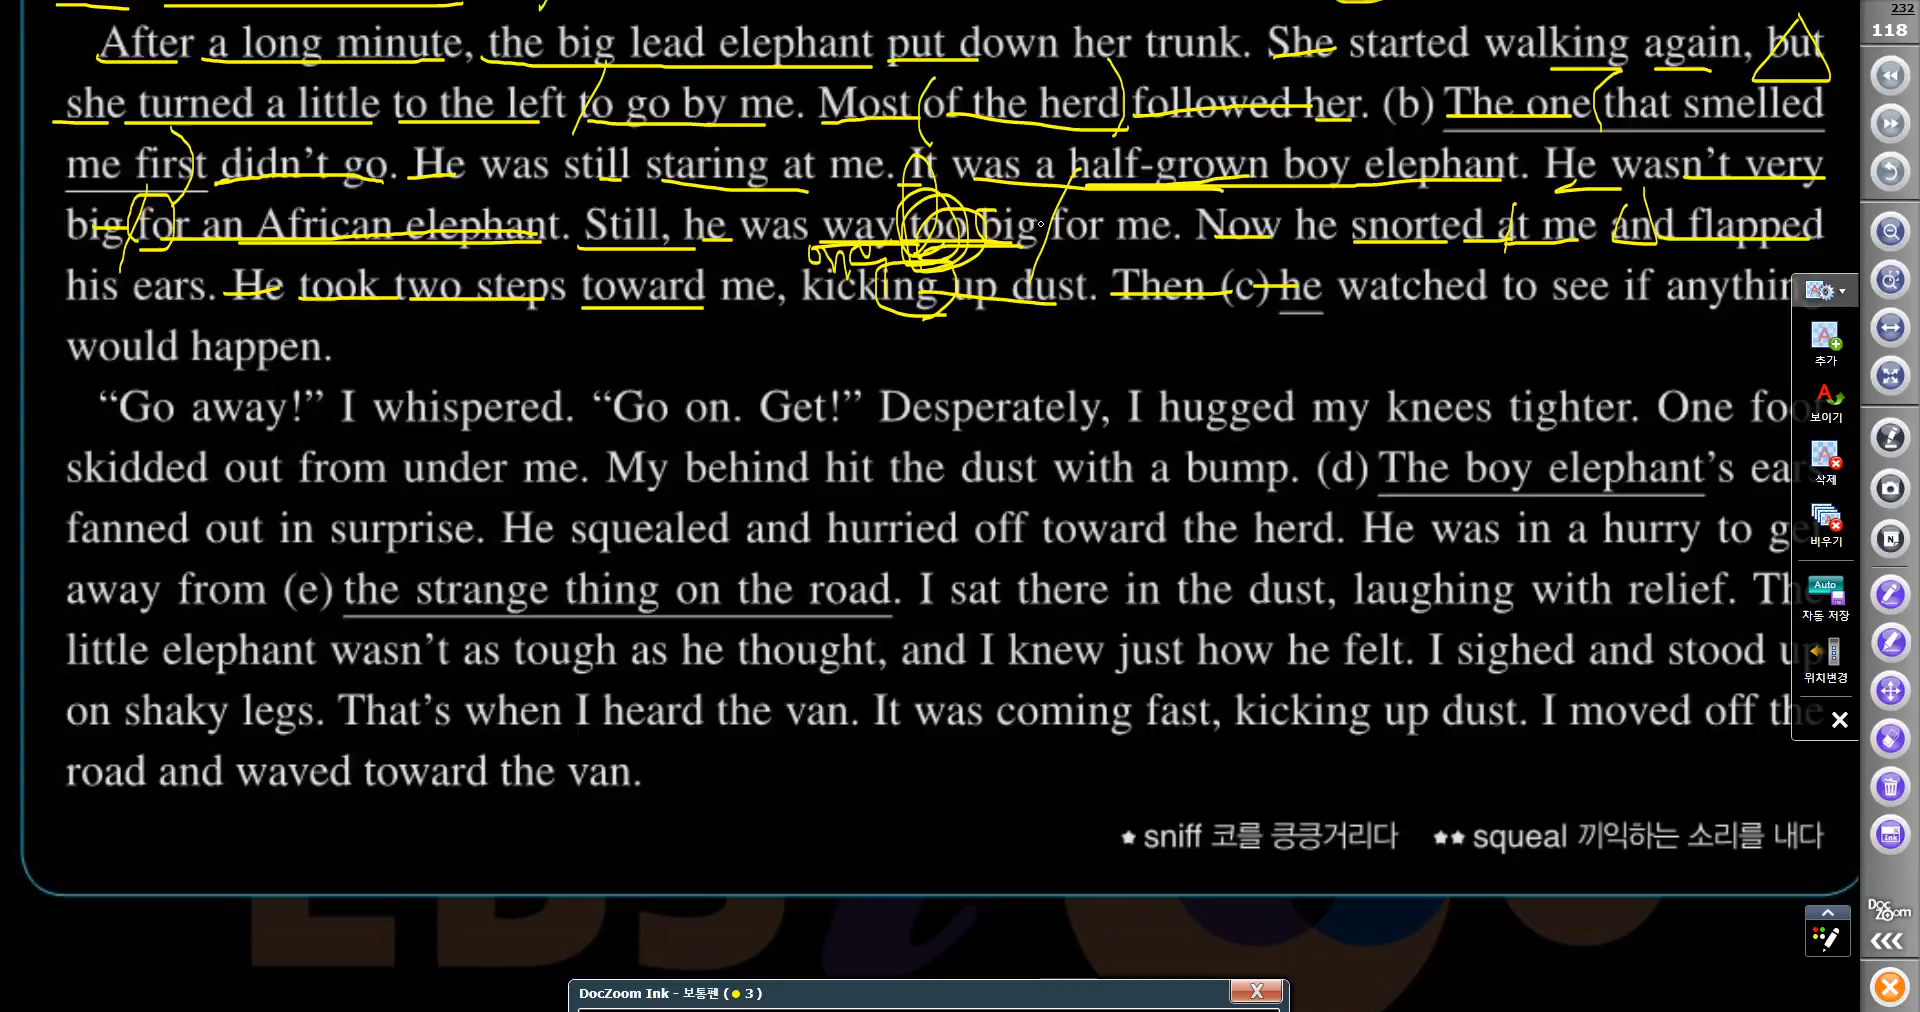 After a long minute, the big lead elephant put down her trunk. She started walking again, but
she turned a little to the left to go by me. Most of the herd followed her. (b) The one that smelled
me first didn't go. He was still staring at me. It was a half-grown boy elephant. He wasn't very
big for an African elephant. Still, he was way too big for me. Now he snorted at me and flapped
his ears. He took two steps toward me, kicking up dust. Then (c) he watched to see if anythin
would happen.
"Go away!" I whispered. "Go on. Get!" Desperately, I hugged my knees tighter. One foot
skidded out from under me. My behind hit the dust with a bump. (d) The boy elephant's ears
fanned out in surprise. He squealed and hurried off toward the herd. He was in a hurry to get
away from (e) the strange thing on the road. I sat there in the dust, laughing with relief. The
little elephant wasn't as tough as he thought, and I knew just how he felt. I sighed and stood up
on shaky legs. That's when I heard the van. It was coming fast, kicking up dust. I moved off the
road and waved toward the van.
★ sniff 코를 킁킁거리다 ★★ squeal 끼익하는 소리를 내다
232
118
추가
보이기
삭제
비우기
Auto
자동 저장
위치변경
Doc Zoom
DocZoom Ink - 보통펜 ( 3 )